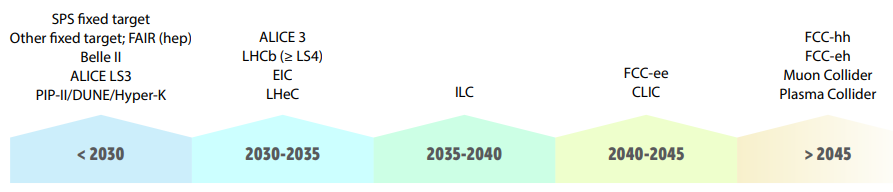 SPS fixed target
Other fixed target; FAIR (hep)
Belle II
ALICE LS3
PIP-II/DUNE/Hyper-K
ALICE 3
LHCb (≥ LS4)
EIC
LHeC
ILC
FCC-ee
CLIC
FCC-hh
FCC-eh
Muon Collider
Plasma Collider
< 2030
2030-2035
2035-2040
2040-2045
> 2045